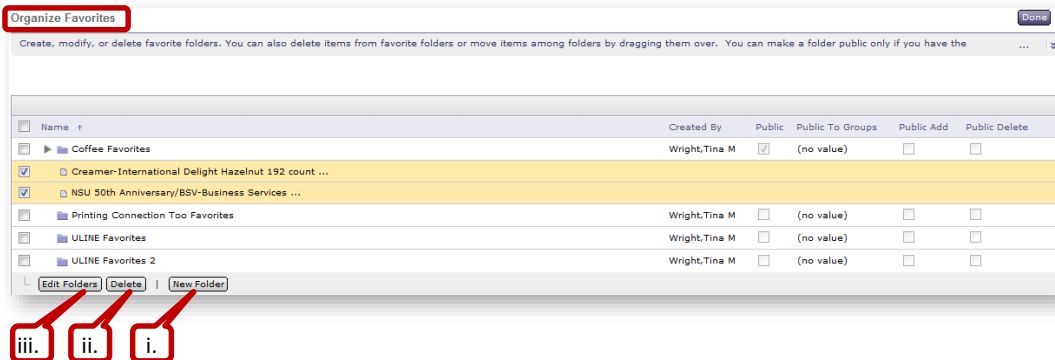 Organize Favorites Done
Create, modify, or delete favorite folders. You can also delete items from favorite folders or move items among folders by dragging them over. You can make a folder public only if you have the ...
Name ↑ Created By Public Public To Groups Public Add Public Delete
Coffee Favorites Wright,Tina M (no value)
Creamer-International Delight Hazelnut 192 count ...
NSU 50th Anniversary/BSV-Business Services ...
Printing Connection Too Favorites Wright,Tina M (no value)
ULINE Favorites Wright,Tina M (no value)
ULINE Favorites 2 Wright,Tina M (no value)
Edit Folders Delete | New Folder
iii. ii. i.